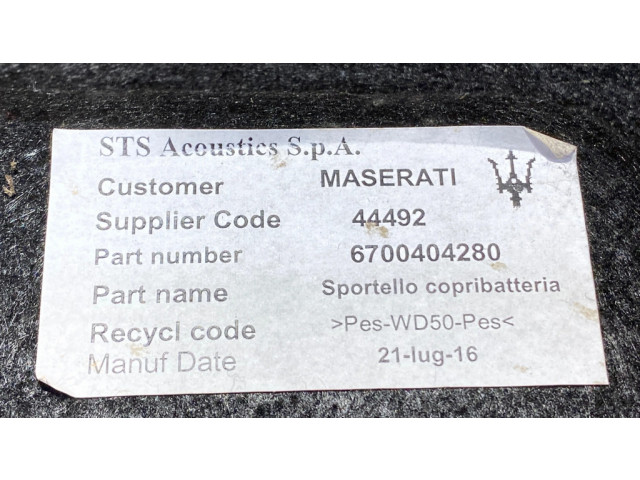 STS Acoustics S.p.A.
Customer MASERATI
Supplier Code 44492
Part number 6700404280
Part name Sportello copribatteria
Recycl code >Pes-WD50-Pes<
Manuf Date 21-lug-16